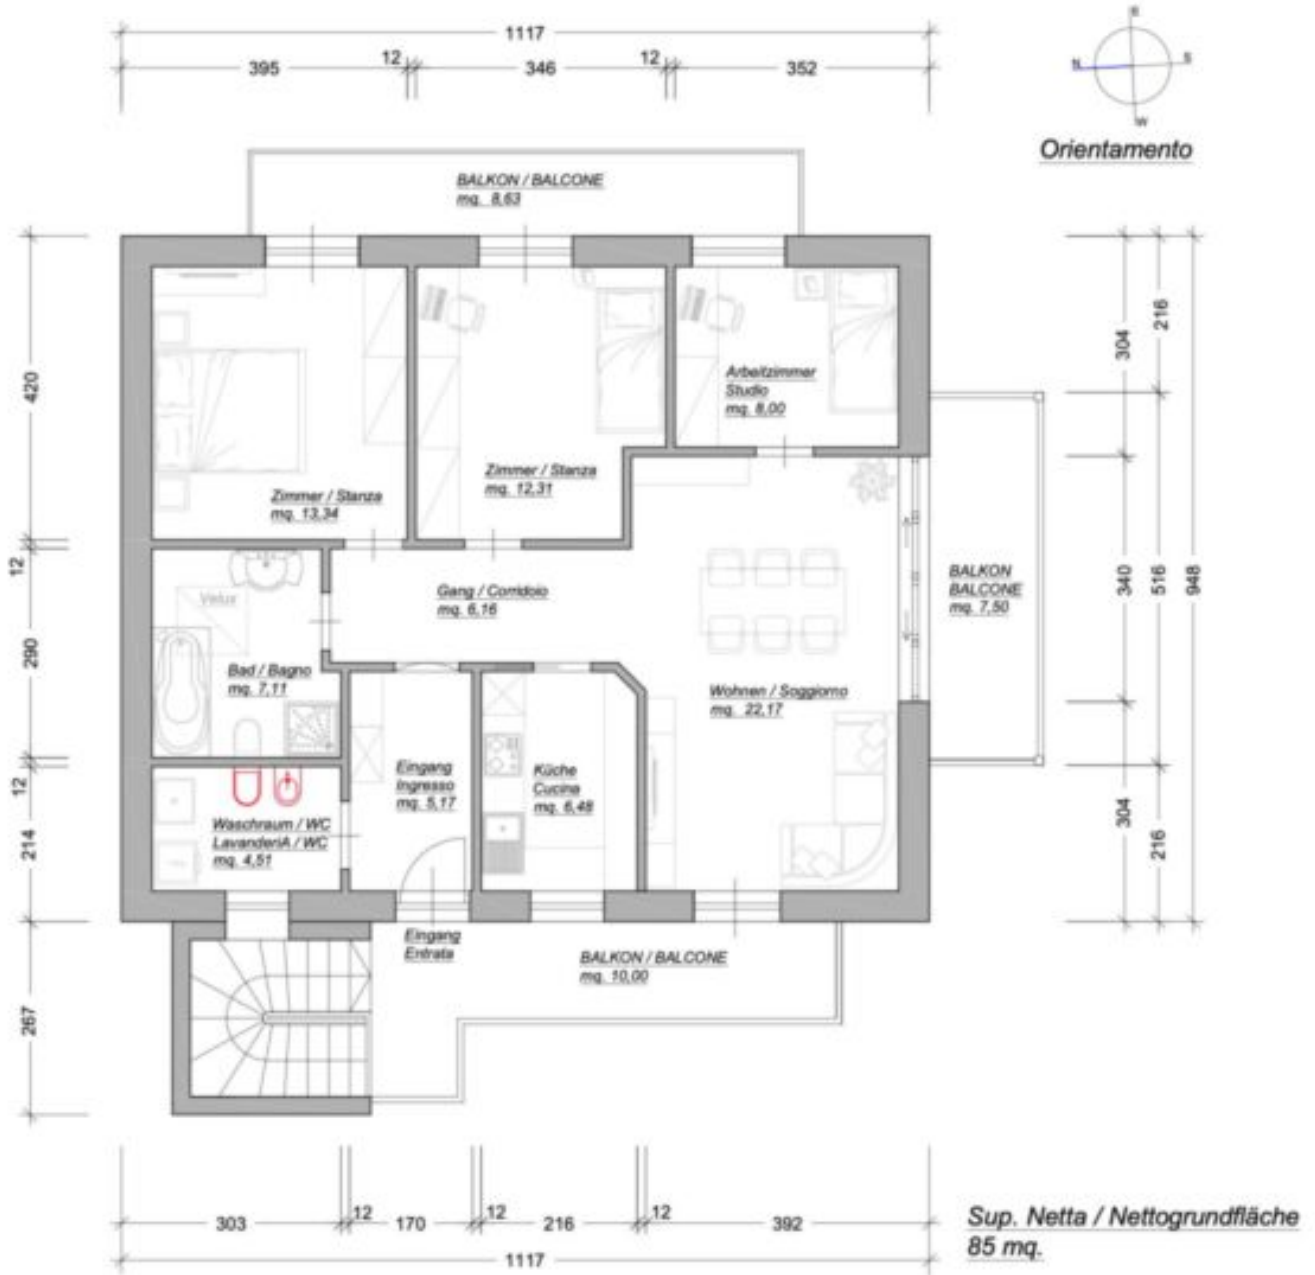 1117
395
12
346
12
352
E
N
S
W
Orientamento
BALKON / BALCONE
mq. 8,63
420
12
290
12
214
267
Arbeitzimmer
Studio
mq. 8,00
Zimmer / Stanza
mq. 13,34
Zimmer / Stanza
mq. 12,31
304
216
340
516
948
304
216
Velux
Gang / Corridoio
mq. 6,16
BALKON
BALCONE
mq. 7,50
Bad / Bagno
mq. 7,11
Wohnen / Soggiorno
mq. 22,17
Eingang
Ingresso
mq. 5,17
Küche
Cucina
mq. 6,48
Waschraum / WC
LavanderiA / WC
mq. 4,51
Eingang
Entrata
BALKON / BALCONE
mq. 10,00
303
12
170
12
216
12
392
1117
Sup. Netta / Nettogrundfläche
85 mq.